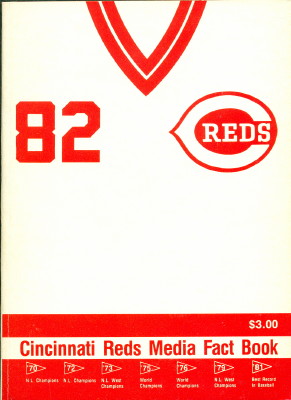 82
REDS
$3.00
Cincinnati Reds Media Fact Book
70 72 73 75 76 79 81
N.L. Champions N.L. Champions N.L. West Champions World Champions World Champions N.L. West Champions Best Record in Baseball